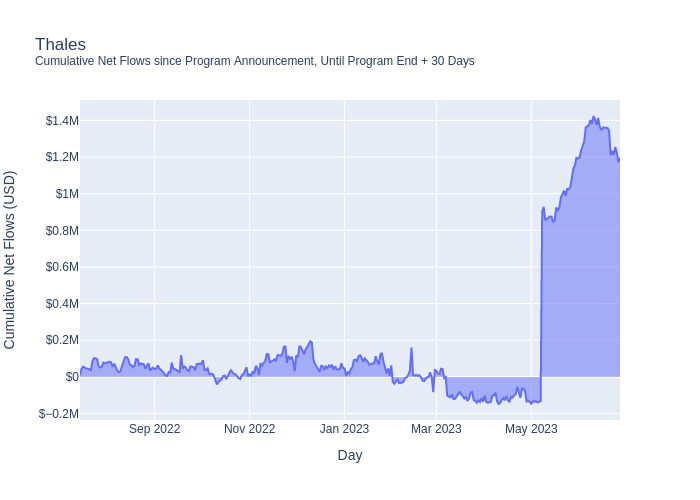 Thales
Cumulative Net Flows since Program Announcement, Until Program End + 30 Days
Cumulative Net Flows (USD)
$1.4M
$1.2M
$1M
$0.8M
$0.6M
$0.4M
$0.2M
$0
$−0.2M
Sep 2022
Nov 2022
Jan 2023
Mar 2023
May 2023
Day